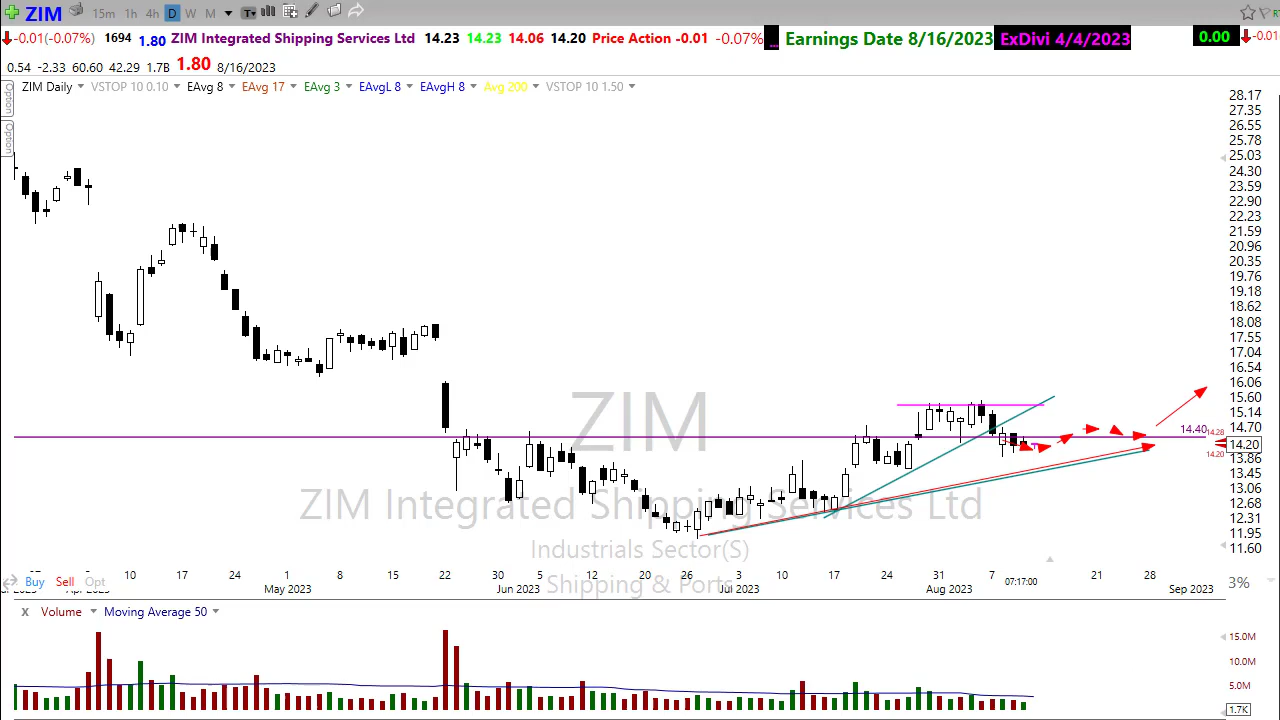 ZIM 15m 1h 4h D W M T
-0.01(-0.07%) 1694 1.80 ZIM Integrated Shipping Services Ltd 14.23 14.23 14.06 14.20 Price Action -0.01 -0.07% ... Earnings Date 8/16/2023 ExDivi 4/4/2023 0.00 -0.01
0.54 -2.33 60.60 42.29 1.7B 1.80 8/16/2023
ZIM Daily VSTOP 10 0.10 EAvg 8 EAvg 17 EAvg 3 EAvgL 8 EAvgH 8 Avg 200 VSTOP 10 1.50
Option
Option
28.17
27.35
26.55
25.78
25.03
24.30
23.59
22.90
22.23
21.59
20.96
20.35
19.76
19.18
18.62
18.08
17.55
17.04
16.54
16.06
15.60
15.14
14.70
14.40
14.28
14.20
14.20
13.86
13.45
13.06
12.68
12.31
11.95
11.60
ZIM
ZIM Integrated Shipping Services Ltd
Industrials Sector(S)
Shipping & Ports
10 17 24 1 8 15 22 30 5 12 20 26 3 10 17 24 31 7 21 28
Buy Sell Opt 07:17:00 3%
May 2023 Jun 2023 Jul 2023 Aug 2023 Sep 2023
x Volume Moving Average 50
15.0M
10.0M
5.0M
1.7K